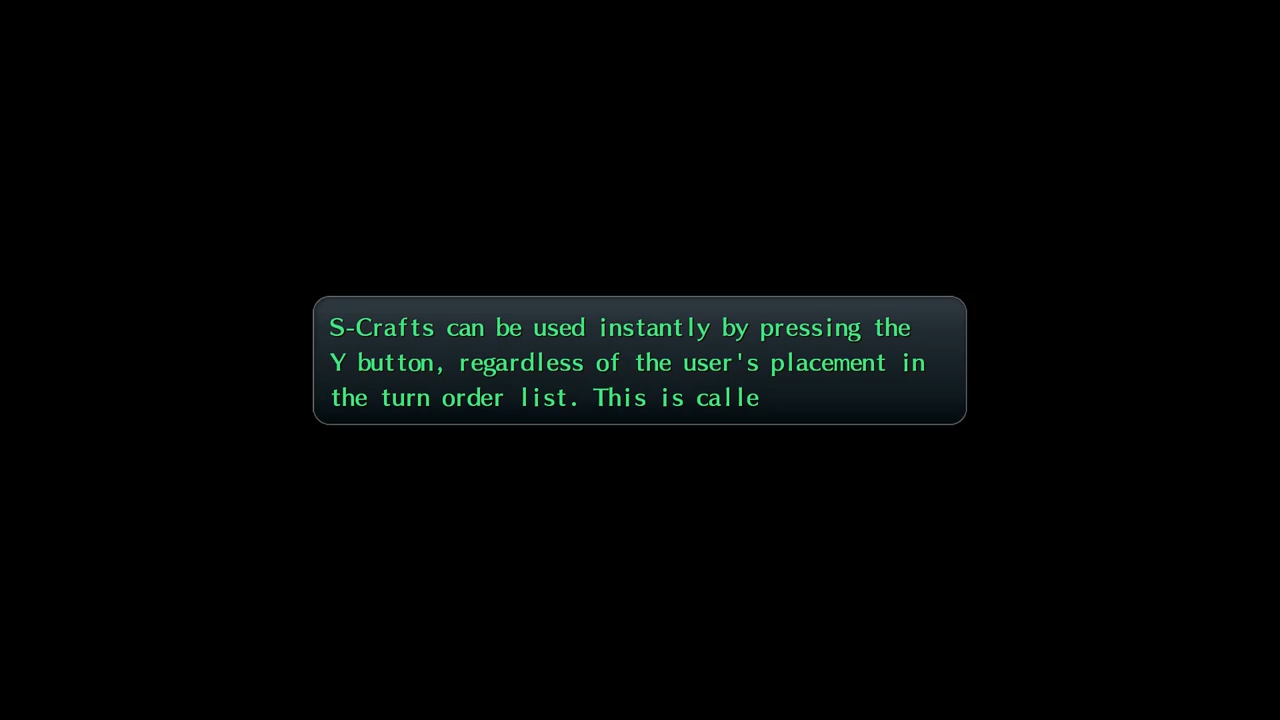 S-Crafts can be used instantly by pressing the
Y button, regardless of the user's placement in
the turn order list. This is calle